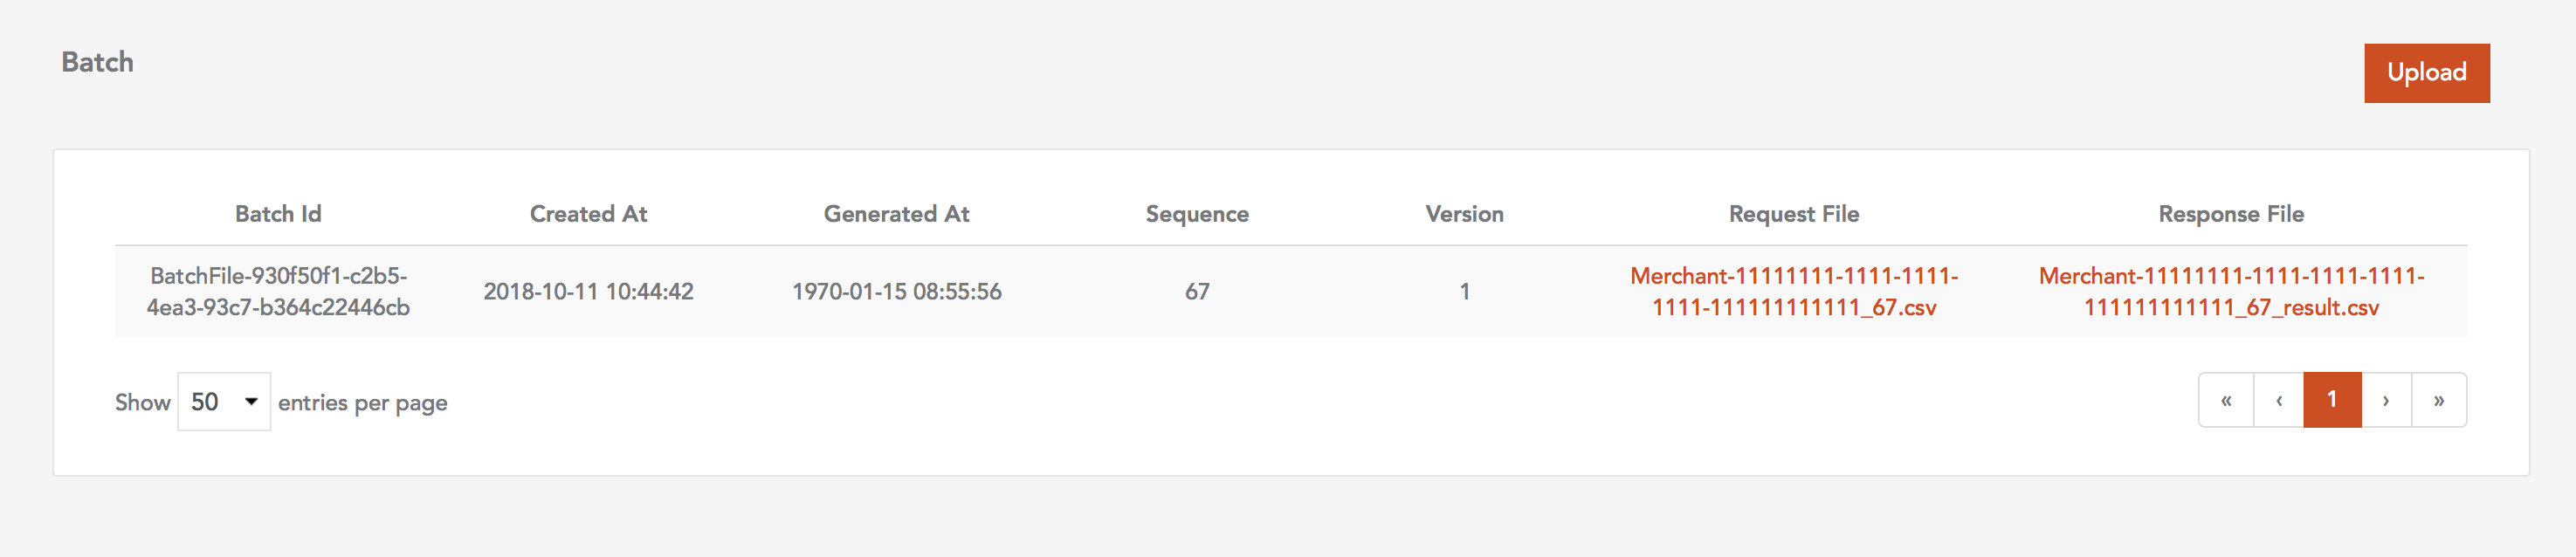 Batch
Upload
Batch Id Created At Generated At Sequence Version Request File Response File
BatchFile-930f50f1-c2b5-
4ea3-93c7-b364c22446cb
2018-10-11 10:44:42
1970-01-15 08:55:56
67
1
Merchant-11111111-1111-1111-
1111-111111111111_67.csv
Merchant-11111111-1111-1111-1111-
111111111111_67_result.csv
Show 50 entries per page
« ‹ 1 › »